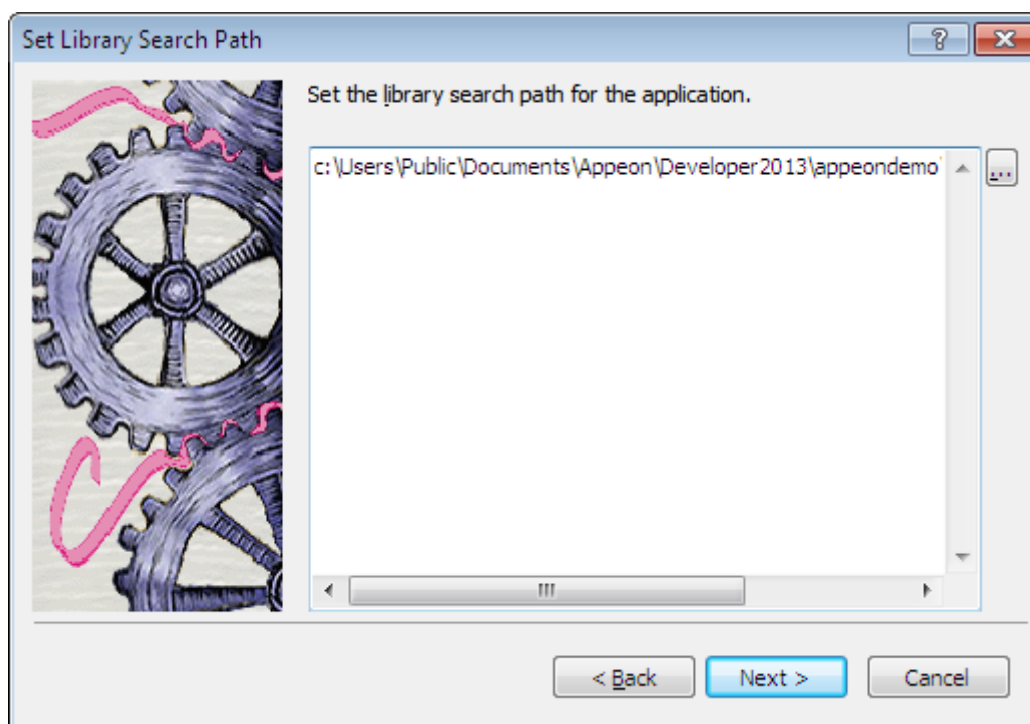 Set Library Search Path
Set the library search path for the application.
c:\Users\Public\Documents\Appeon\Developer2013\appeondemo\
...
< Back
Next >
Cancel